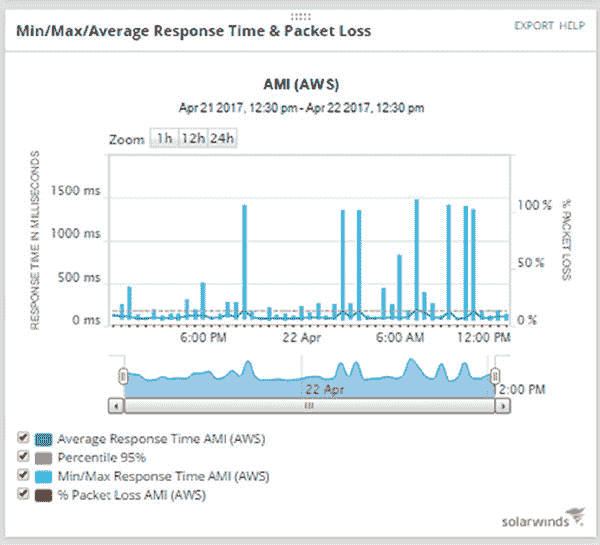 Min/Max/Average Response Time & Packet Loss
EXPORT HELP
AMI (AWS)
Apr 21 2017, 12:30 pm - Apr 22 2017, 12:30 pm
Zoom 1h 12h 24h
RESPONSE TIME IN MILLISECONDS
1500 ms
1000 ms
500 ms
0 ms
100 %
50 %
0 %
% PACKET LOSS
6:00 PM 22 Apr 6:00 AM 12:00 PM
22 Apr 12:00 PM
Average Response Time AMI (AWS)
Percentile 95%
Min/Max Response Time AMI (AWS)
% Packet Loss AMI (AWS)
solarwinds